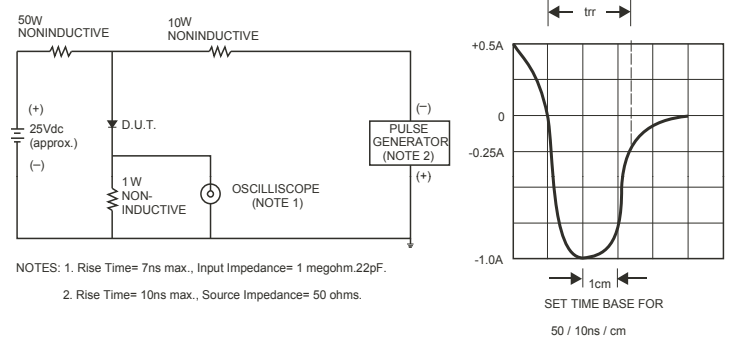 50W
NONINDUCTIVE
10W
NONINDUCTIVE
(+)
25Vdc
(approx.)
(−)
D.U.T.
1W
NON-
INDUCTIVE
OSCILLISCOPE
(NOTE 1)
(−)
PULSE
GENERATOR
(NOTE 2)
(+)
NOTES: 1. Rise Time= 7ns max., Input Impedance= 1 megohm.22pF.
2. Rise Time= 10ns max., Source Impedance= 50 ohms.
trr
+0.5A
0
-0.25A
-1.0A
1cm
SET TIME BASE FOR
50 / 10ns / cm